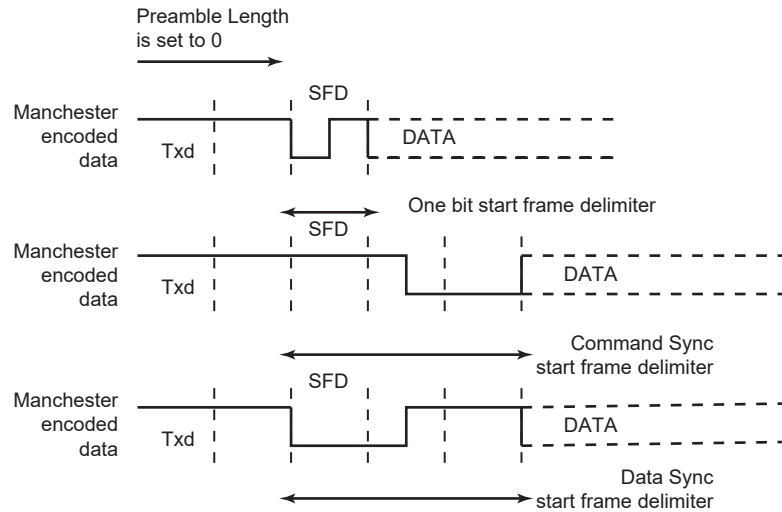 Preamble Length
is set to 0
SFD
Manchester
encoded
data
Txd
DATA
One bit start frame delimiter
SFD
Manchester
encoded
data
Txd
DATA
Command Sync
start frame delimiter
SFD
Manchester
encoded
data
Txd
DATA
Data Sync
start frame delimiter